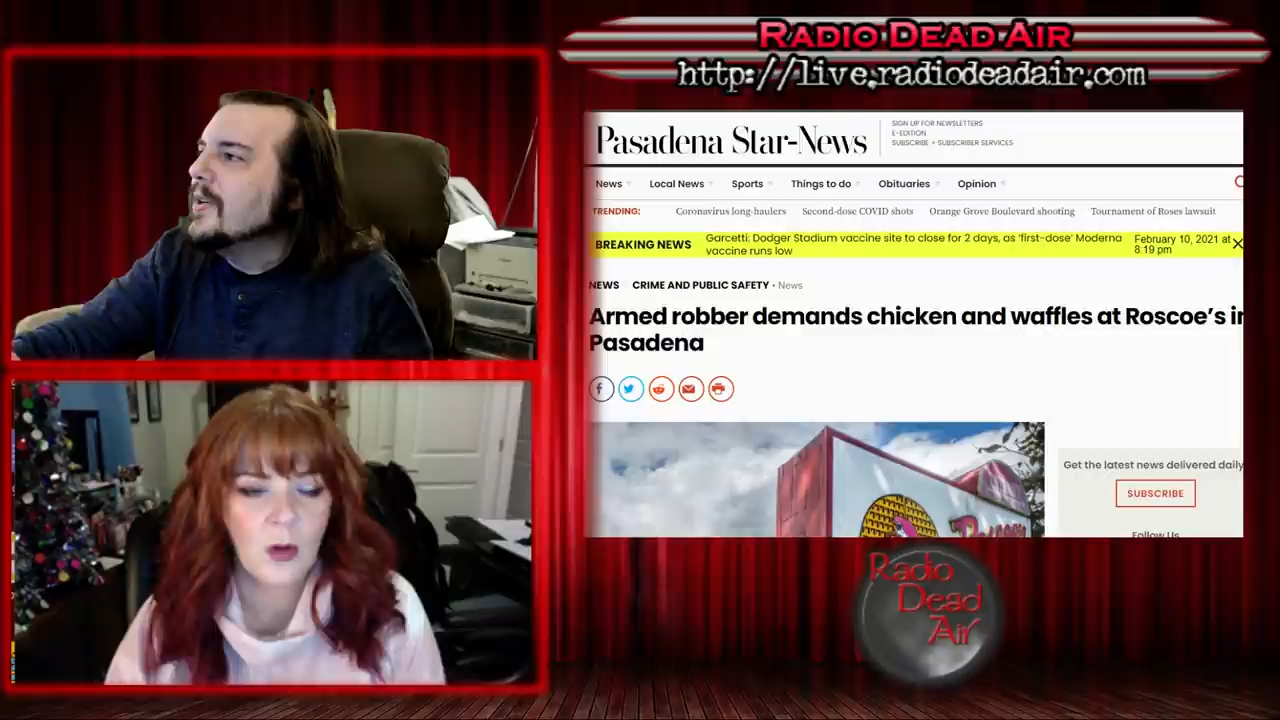 RADIO DEAD AIR
http://live.radiodeadair.com
Pasadena Star-News
SIGN UP FOR NEWSLETTERS
E-EDITION
SUBSCRIBE + SUBSCRIBER SERVICES
News Local News Sports Things to do Obituaries Opinion
TRENDING: Coronavirus long-haulers Second-dose COVID shots Orange Grove Boulevard shooting Tournament of Roses lawsuit
BREAKING NEWS
Garcetti: Dodger Stadium vaccine site to close for 2 days, as 'first-dose' Moderna
vaccine runs low
February 10, 2021 at
8:19 pm
NEWS CRIME AND PUBLIC SAFETY • News
Armed robber demands chicken and waffles at Roscoe's in
Pasadena
Get the latest news delivered daily
SUBSCRIBE
Follow Us
Roscoe's
Radio
Dead
Air